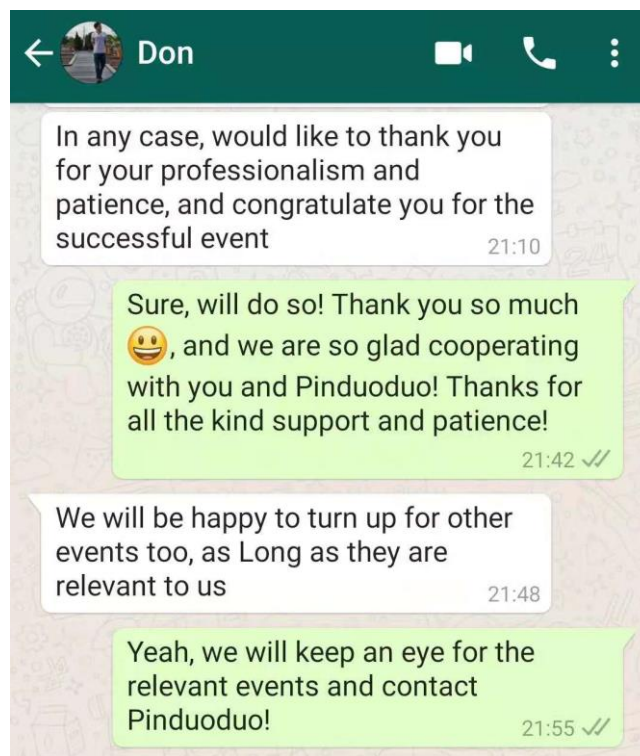 Don
In any case, would like to thank you
for your professionalism and
patience, and congratulate you for the
successful event
21:10
Sure, will do so! Thank you so much
😃, and we are so glad cooperating
with you and Pinduoduo! Thanks for
all the kind support and patience!
21:42
We will be happy to turn up for other
events too, as Long as they are
relevant to us
21:48
Yeah, we will keep an eye for the
relevant events and contact
Pinduoduo!
21:55